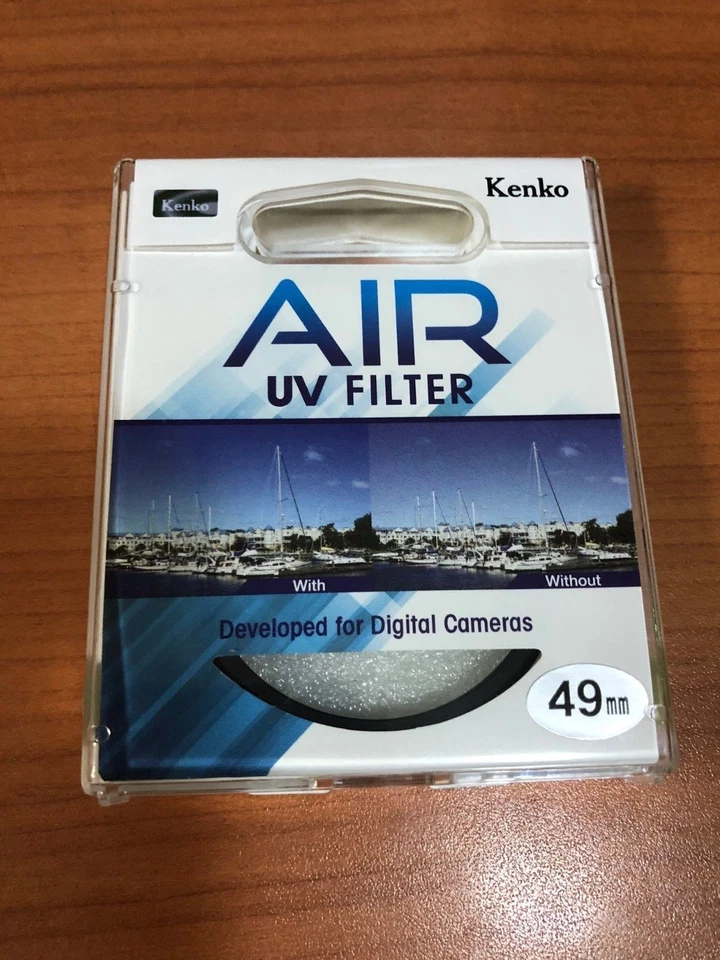 Kenko
Kenko
AIR
UV FILTER
With
Without
Developed for Digital Cameras
49mm